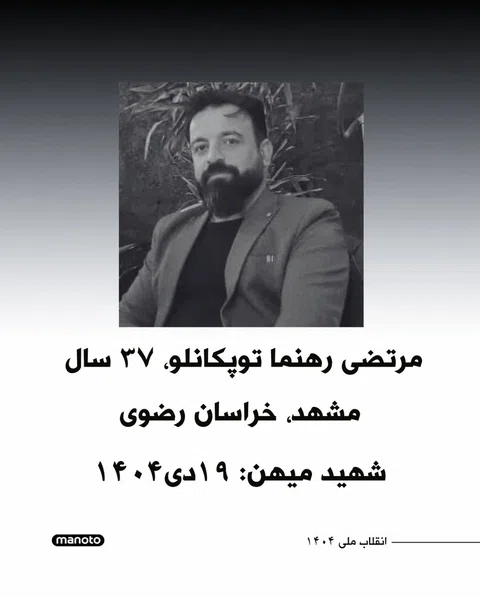 مرتضی رهنما توپکانلو، ۳۷ سال
مشهد، خراسان رضوی
شهید میهن: ۱۹دی۱۴۰۴
انقلاب ملی ۱۴۰۴
manoto